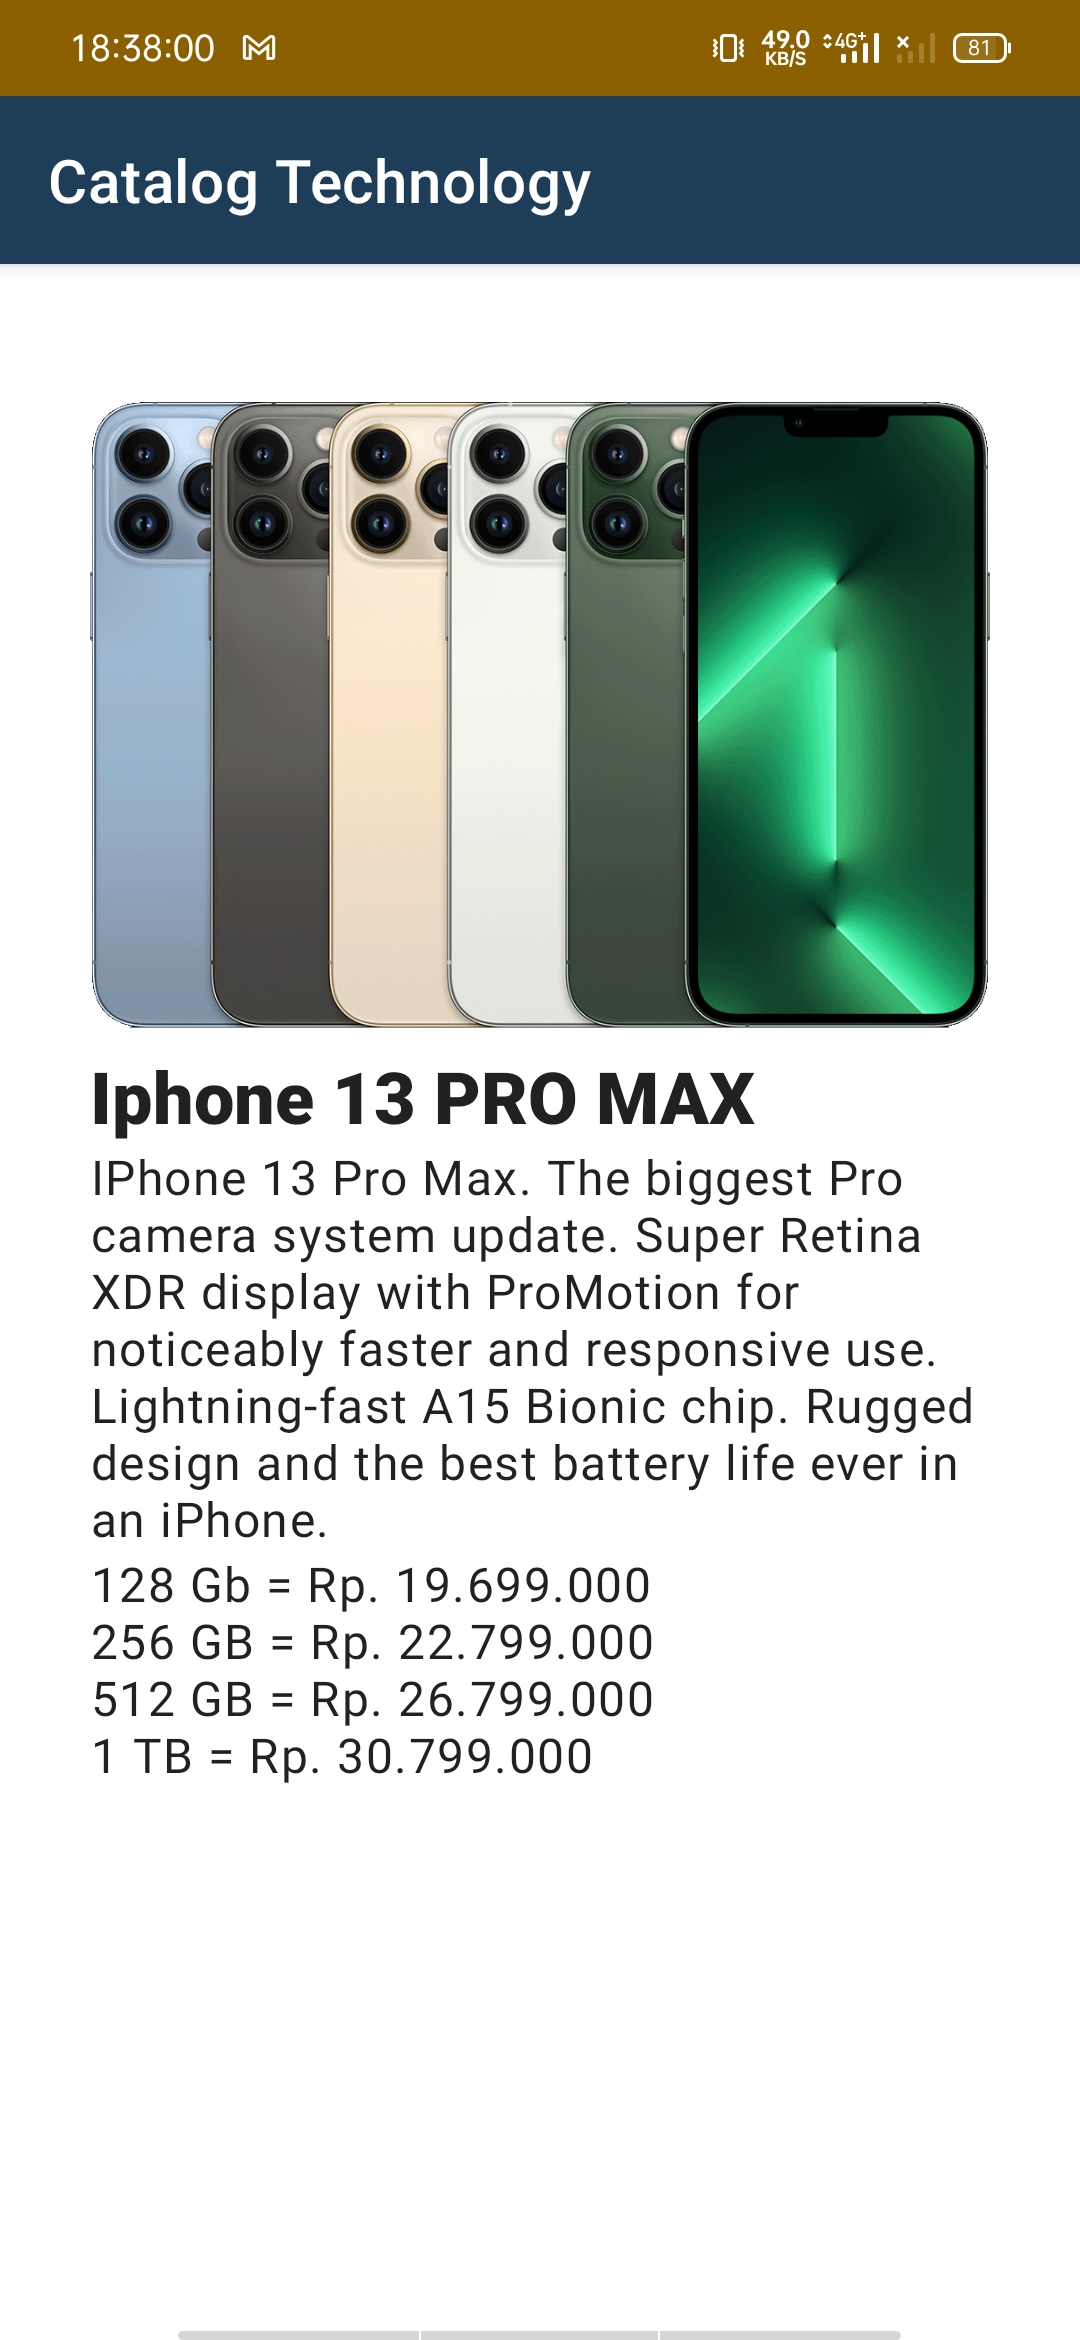 18:38:00
49.0
KB/S
4G+
81
Catalog Technology
Iphone 13 PRO MAX
IPhone 13 Pro Max. The biggest Pro
camera system update. Super Retina
XDR display with ProMotion for
noticeably faster and responsive use.
Lightning-fast A15 Bionic chip. Rugged
design and the best battery life ever in
an iPhone.
128 Gb = Rp. 19.699.000
256 GB = Rp. 22.799.000
512 GB = Rp. 26.799.000
1 TB = Rp. 30.799.000